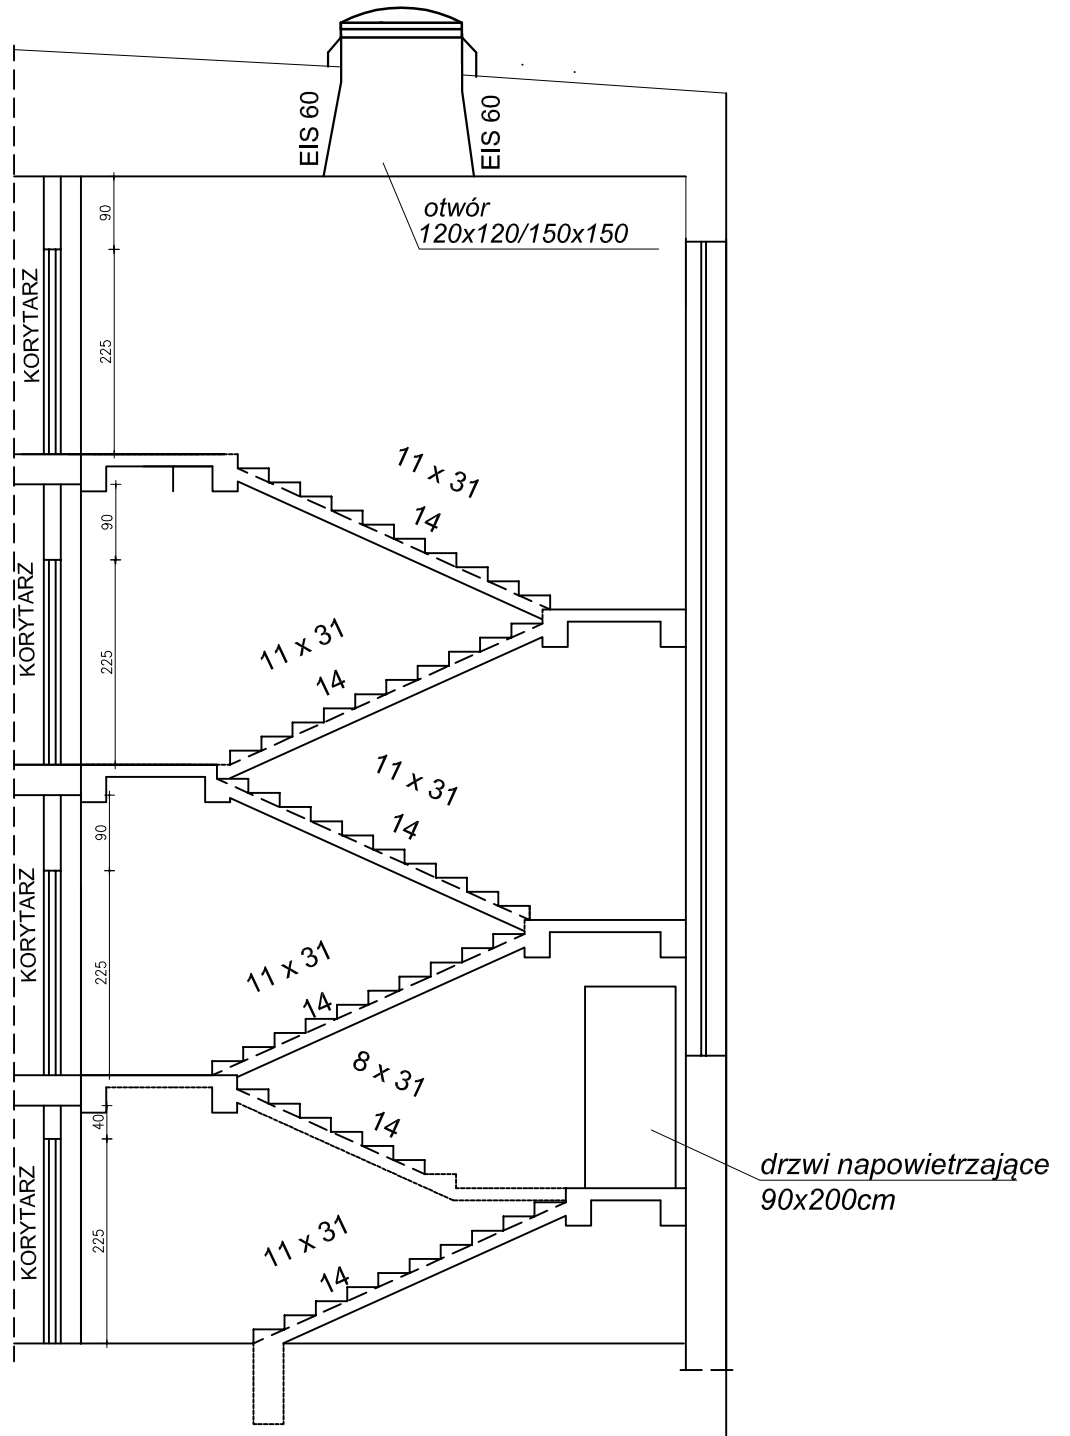 EIS 60
EIS 60
otwór
120x120/150x150
90
KORYTARZ
225
11 x 31
14
90
KORYTARZ
11 x 31
14
225
11 x 31
14
90
KORYTARZ
11 x 31
14
225
8 x 31
14
40
drzwi napowietrzające
90x200cm
KORYTARZ
11 x 31
14
225